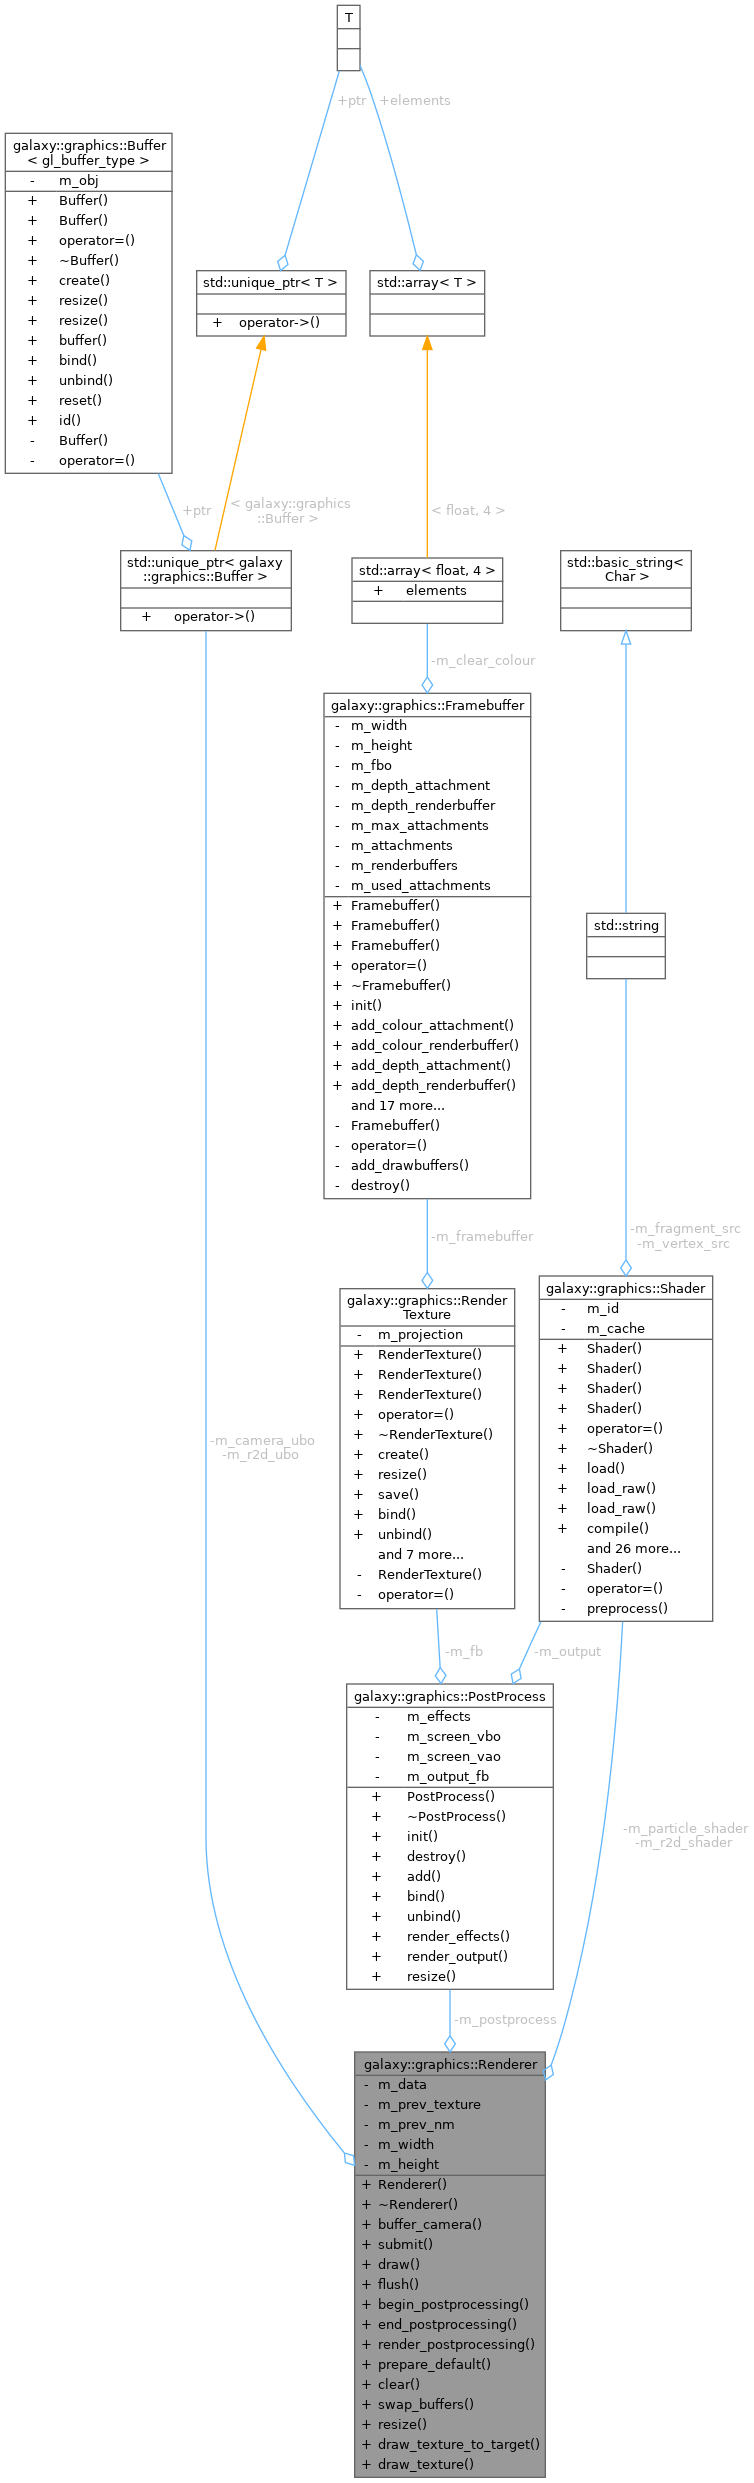 T
+ptr
+elements
galaxy::graphics::Buffer
< gl_buffer_type >
- m_obj
+ Buffer()
+ Buffer()
+ operator=()
+ ~Buffer()
+ create()
+ resize()
+ resize()
+ buffer()
+ bind()
+ unbind()
+ reset()
+ id()
- Buffer()
- operator=()
std::unique_ptr< T >
+ operator->()
std::array< T >
+ptr
< galaxy::graphics
::Buffer >
< float, 4 >
std::unique_ptr< galaxy
::graphics::Buffer >
+ operator->()
std::array< float, 4 >
+ elements
std::basic_string<
Char >
-m_clear_colour
galaxy::graphics::Framebuffer
- m_width
- m_height
- m_fbo
- m_depth_attachment
- m_depth_renderbuffer
- m_max_attachments
- m_attachments
- m_renderbuffers
- m_used_attachments
+ Framebuffer()
+ Framebuffer()
+ Framebuffer()
+ operator=()
+ ~Framebuffer()
+ init()
+ add_colour_attachment()
+ add_colour_renderbuffer()
+ add_depth_attachment()
+ add_depth_renderbuffer()
and 17 more...
- Framebuffer()
- operator=()
- add_drawbuffers()
- destroy()
std::string
-m_framebuffer
-m_fragment_src
-m_vertex_src
galaxy::graphics::Render
Texture
- m_projection
+ RenderTexture()
+ RenderTexture()
+ RenderTexture()
+ operator=()
+ ~RenderTexture()
+ create()
+ resize()
+ save()
+ bind()
+ unbind()
and 7 more...
- RenderTexture()
- operator=()
galaxy::graphics::Shader
- m_id
- m_cache
+ Shader()
+ Shader()
+ Shader()
+ Shader()
+ operator=()
+ ~Shader()
+ load()
+ load_raw()
+ load_raw()
+ compile()
and 26 more...
- Shader()
- operator=()
- preprocess()
-m_camera_ubo
-m_r2d_ubo
-m_fb
-m_output
galaxy::graphics::PostProcess
- m_effects
- m_screen_vbo
- m_screen_vao
- m_output_fb
+ PostProcess()
+ ~PostProcess()
+ init()
+ destroy()
+ add()
+ bind()
+ unbind()
+ render_effects()
+ render_output()
+ resize()
-m_particle_shader
-m_r2d_shader
-m_postprocess
galaxy::graphics::Renderer
- m_data
- m_prev_texture
- m_prev_nm
- m_width
- m_height
+ Renderer()
+ ~Renderer()
+ buffer_camera()
+ submit()
+ draw()
+ flush()
+ begin_postprocessing()
+ end_postprocessing()
+ render_postprocessing()
+ prepare_default()
+ clear()
+ swap_buffers()
+ resize()
+ draw_texture_to_target()
+ draw_texture()